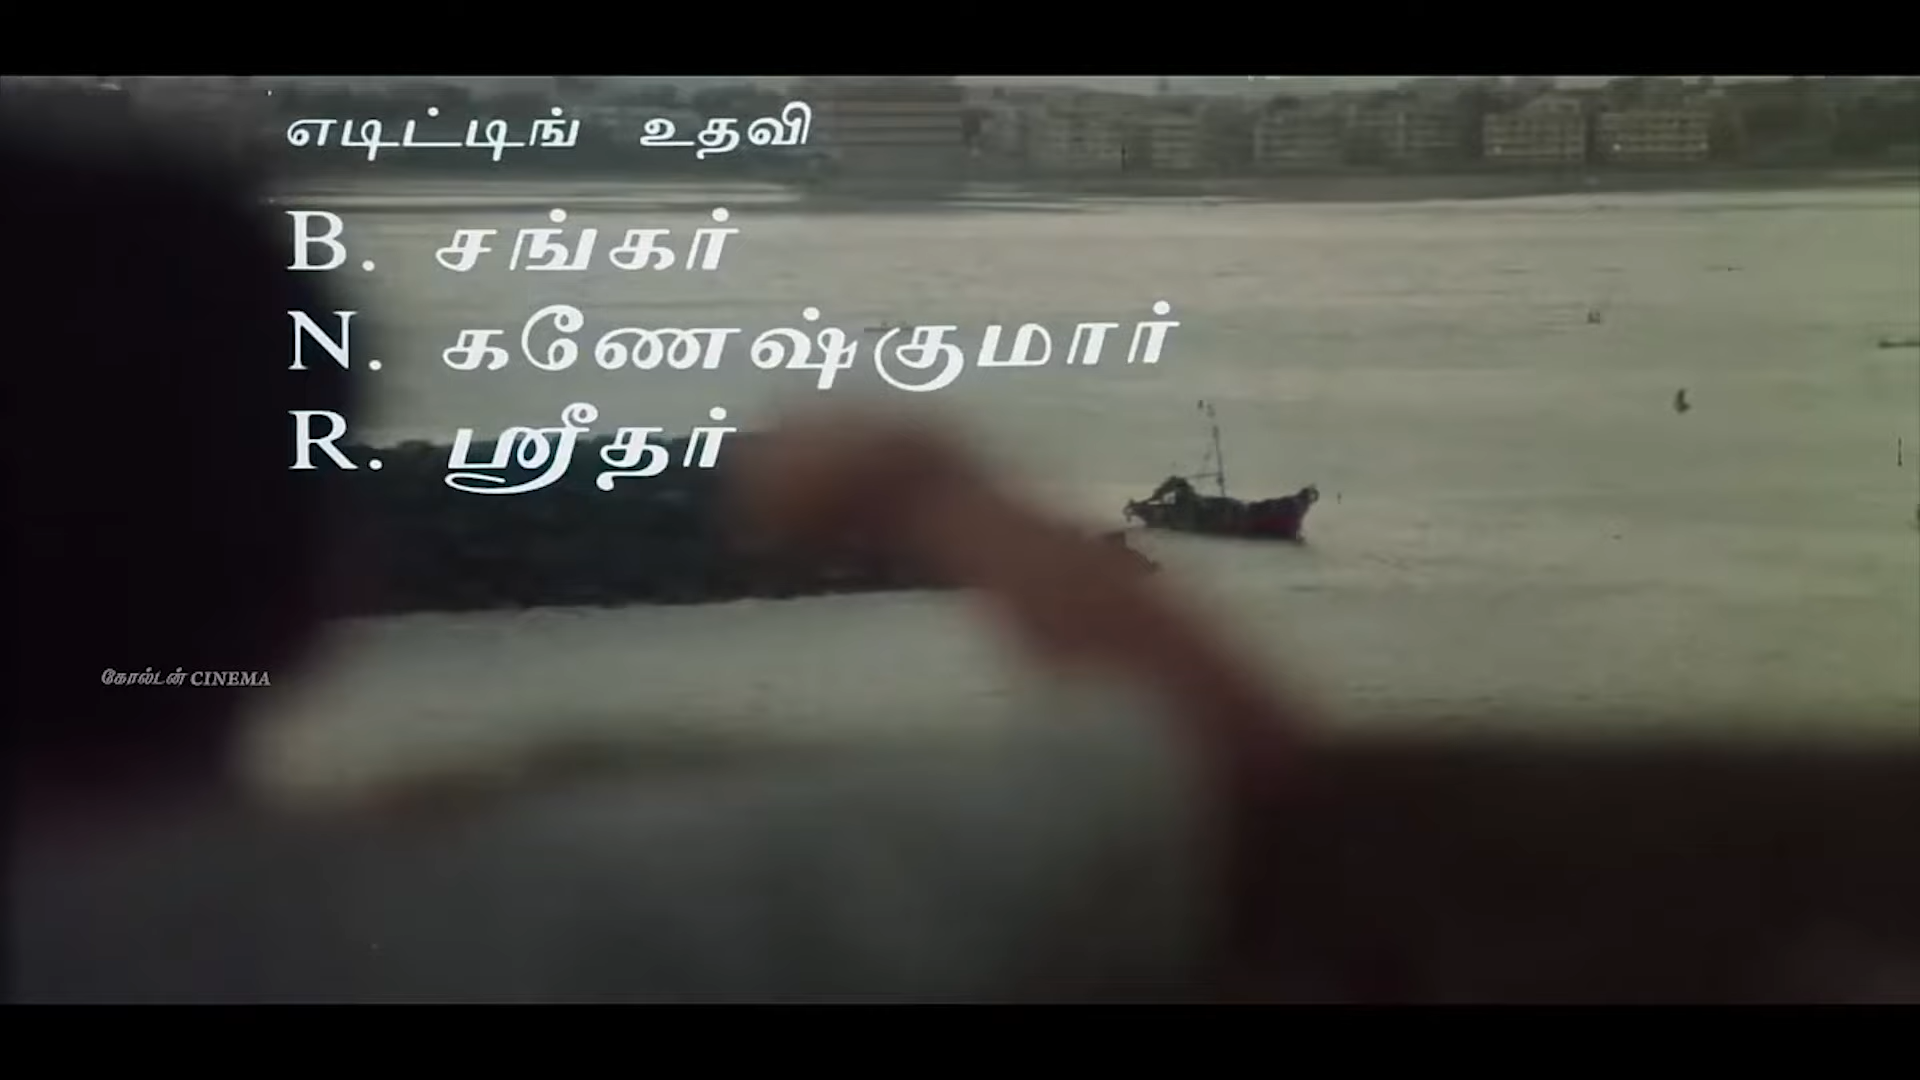 எடிட்டிங் உதவி
B. சங்கர்
N. கணேஷ்குமார்
R. ஸ்ரீதர்
கோல்டன் CINEMA